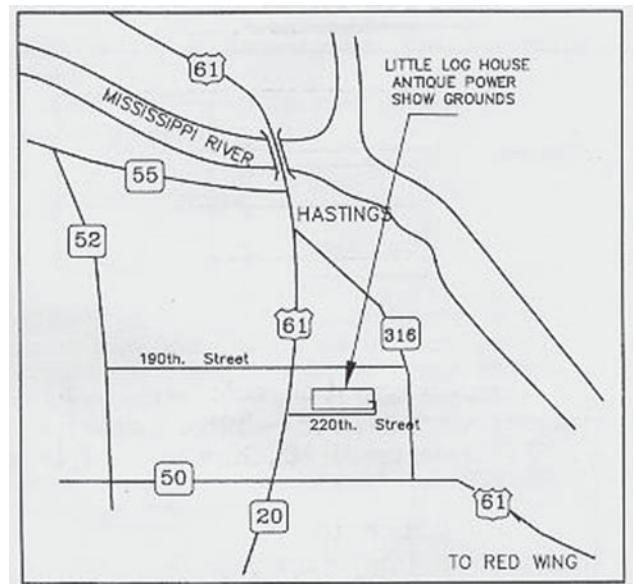 61
LITTLE LOG HOUSE
ANTIQUE POWER
SHOW GROUNDS
MISSISSIPPI RIVER
55
HASTINGS
52
61
316
190th. Street
220th. Street
50
61
20
TO RED WING